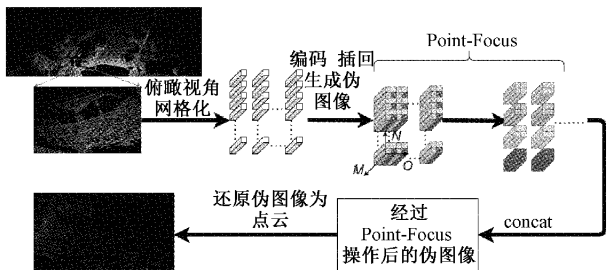 Point-Focus
编码 插回
生成伪
图像
俯瞰视角
网格化
N
M
O
还原伪图像为
点云
经过
Point-Focus
操作后的伪图像
concat